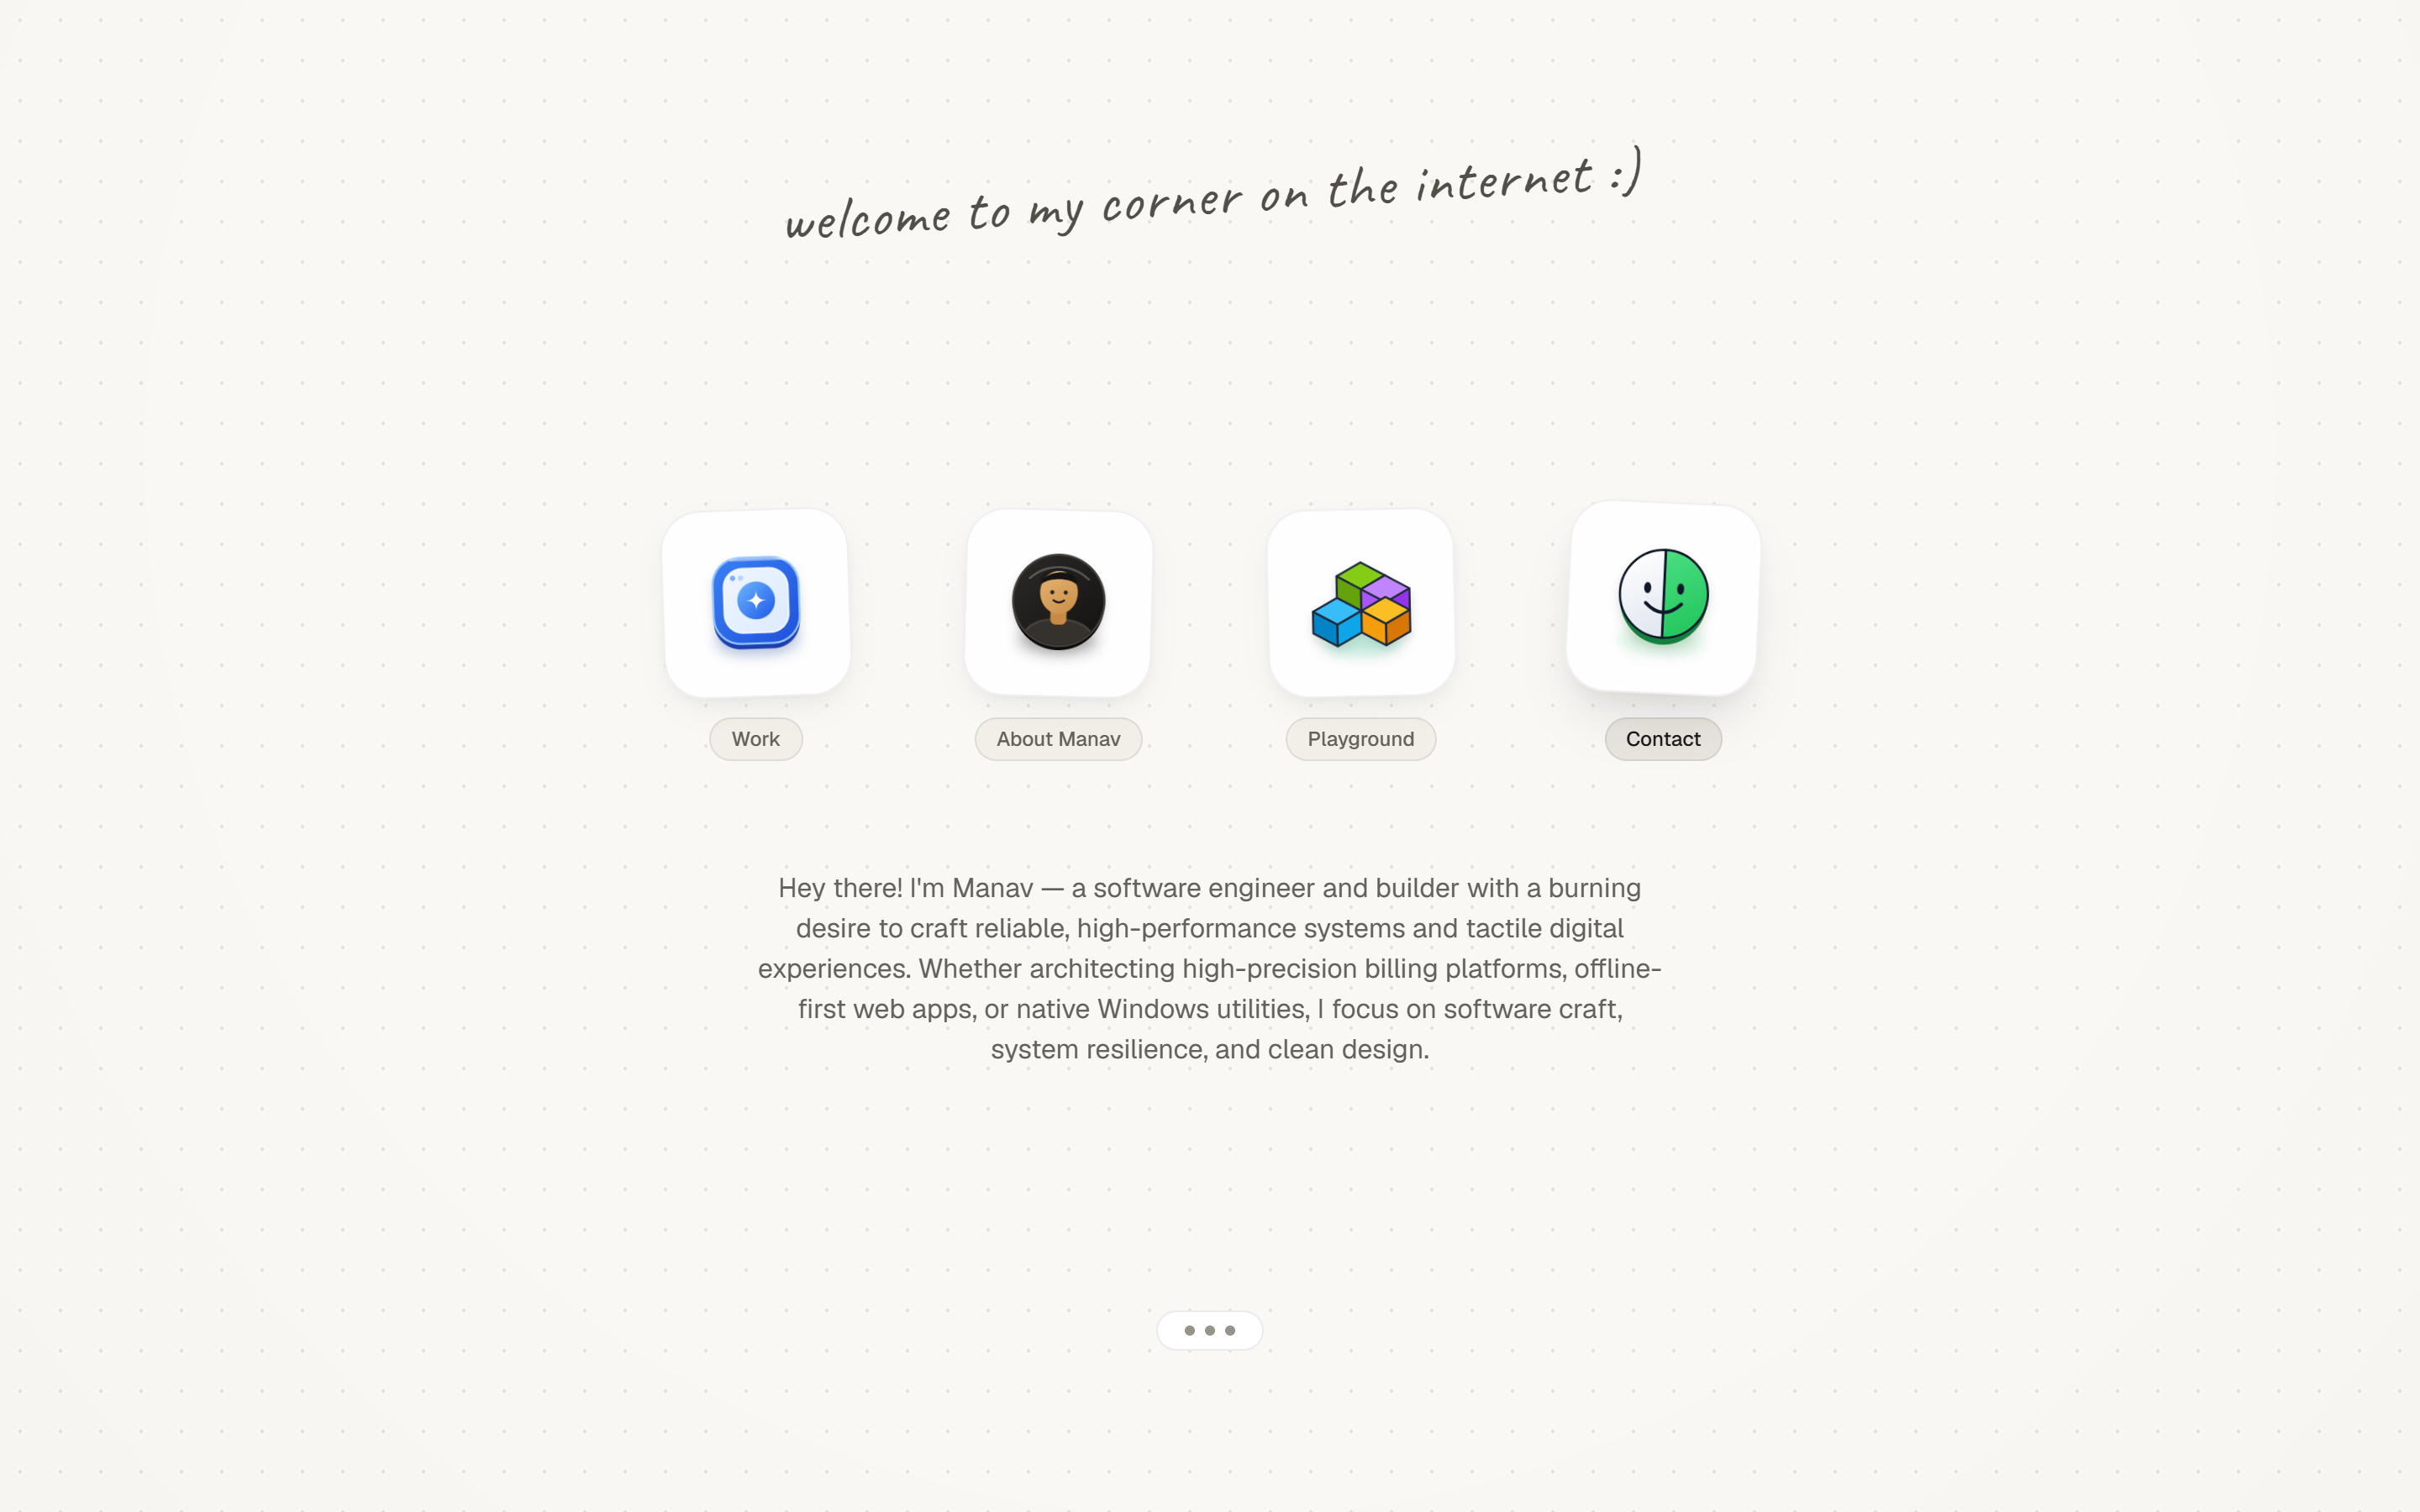 welcome to my corner on the internet :)
Work
About Manav
Playground
Contact
Hey there! I'm Manav — a software engineer and builder with a burning
desire to craft reliable, high-performance systems and tactile digital
experiences. Whether architecting high-precision billing platforms, offline-
first web apps, or native Windows utilities, I focus on software craft,
system resilience, and clean design.